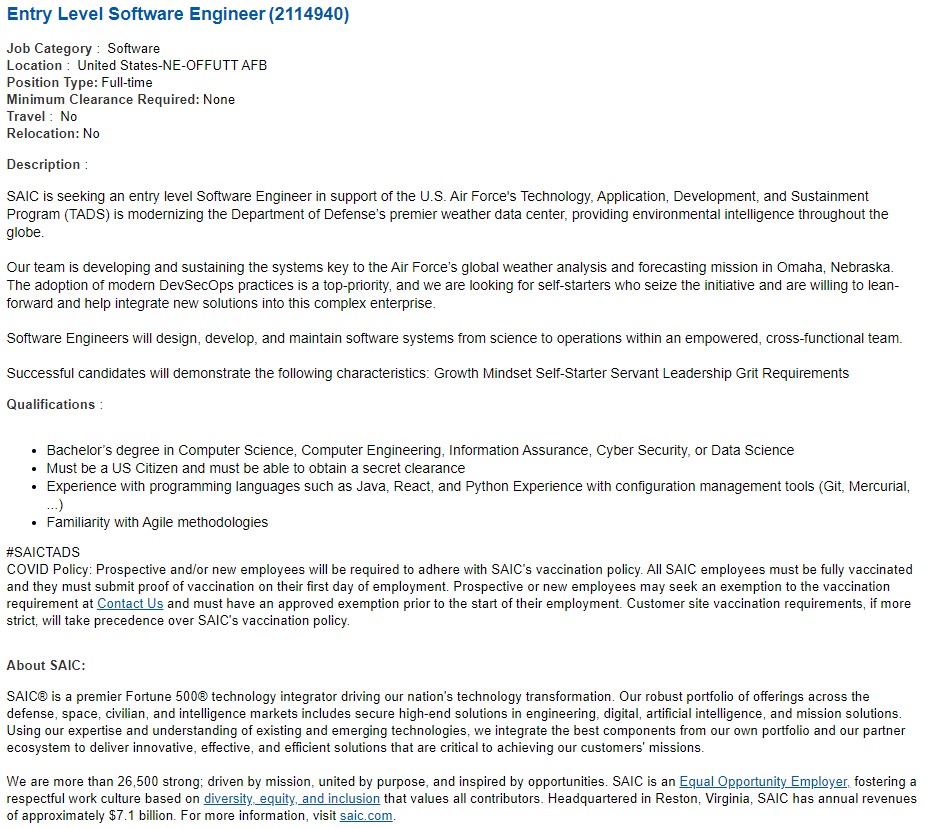 Entry Level Software Engineer (2114940)
Job Category : Software
Location : United States-NE-OFFUTT AFB
Position Type: Full-time
Minimum Clearance Required: None
Travel : No
Relocation: No
Description :
SAIC is seeking an entry level Software Engineer in support of the U.S. Air Force's Technology, Application, Development, and Sustainment
Program (TADS) is modernizing the Department of Defense's premier weather data center, providing environmental intelligence throughout the
globe.
Our team is developing and sustaining the systems key to the Air Force's global weather analysis and forecasting mission in Omaha, Nebraska.
The adoption of modern DevSecOps practices is a top-priority, and we are looking for self-starters who seize the initiative and are willing to lean-
forward and help integrate new solutions into this complex enterprise.
Software Engineers will design, develop, and maintain software systems from science to operations within an empowered, cross-functional team.
Successful candidates will demonstrate the following characteristics: Growth Mindset Self-Starter Servant Leadership Grit Requirements
Qualifications :
• Bachelor's degree in Computer Science, Computer Engineering, Information Assurance, Cyber Security, or Data Science
• Must be a US Citizen and must be able to obtain a secret clearance
• Experience with programming languages such as Java, React, and Python Experience with configuration management tools (Git, Mercurial,
...)
• Familiarity with Agile methodologies
#SAICTADS
COVID Policy: Prospective and/or new employees will be required to adhere with SAIC's vaccination policy. All SAIC employees must be fully vaccinated
and they must submit proof of vaccination on their first day of employment. Prospective or new employees may seek an exemption to the vaccination
requirement at Contact Us and must have an approved exemption prior to the start of their employment. Customer site vaccination requirements, if more
strict, will take precedence over SAIC's vaccination policy.
About SAIC:
SAIC® is a premier Fortune 500® technology integrator driving our nation's technology transformation. Our robust portfolio of offerings across the
defense, space, civilian, and intelligence markets includes secure high-end solutions in engineering, digital, artificial intelligence, and mission solutions.
Using our expertise and understanding of existing and emerging technologies, we integrate the best components from our own portfolio and our partner
ecosystem to deliver innovative, effective, and efficient solutions that are critical to achieving our customers' missions.
We are more than 26,500 strong; driven by mission, united by purpose, and inspired by opportunities. SAIC is an Equal Opportunity Employer, fostering a
respectful work culture based on diversity, equity, and inclusion that values all contributors. Headquartered in Reston, Virginia, SAIC has annual revenues
of approximately $7.1 billion. For more information, visit saic.com.